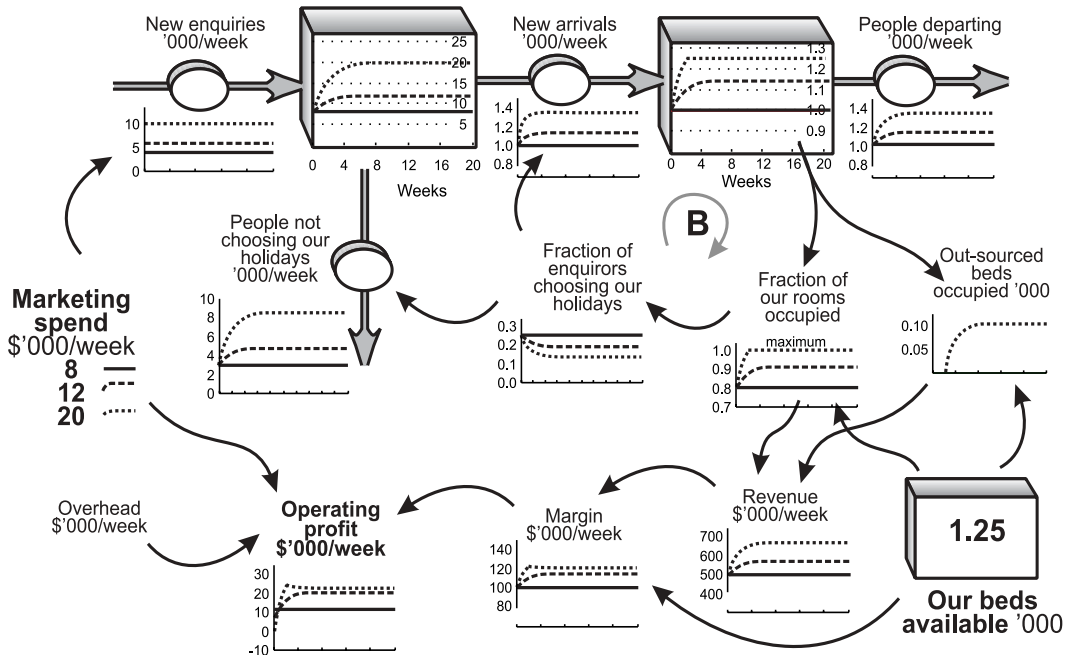 New enquiries
’000/week
10
5
0
25
20
15
10
5
0 4 8 12 16 20
Weeks
New arrivals
’000/week
1.4
1.2
1.0
0.8
1.3
1.2
1.1
1.0
0.9
0 4 8 12 16 20
Weeks
People departing
’000/week
1.4
1.2
1.0
0.8
People not
choosing our
holidays
’000/week
10
8
6
4
2
0
Fraction of
enquirors
choosing our
holidays
0.3
0.2
0.1
0.0
B
Fraction of
our rooms
occupied
maximum
1.0
0.9
0.8
0.7
Out-sourced
beds
occupied ’000
0.10
0.05
Marketing
spend
$’000/week
8
12
20
Overhead
$’000/week
Operating
profit
$’000/week
30
20
10
0
-10
Margin
$’000/week
140
120
100
80
Revenue
$’000/week
700
600
500
400
1.25
Our beds
available ’000